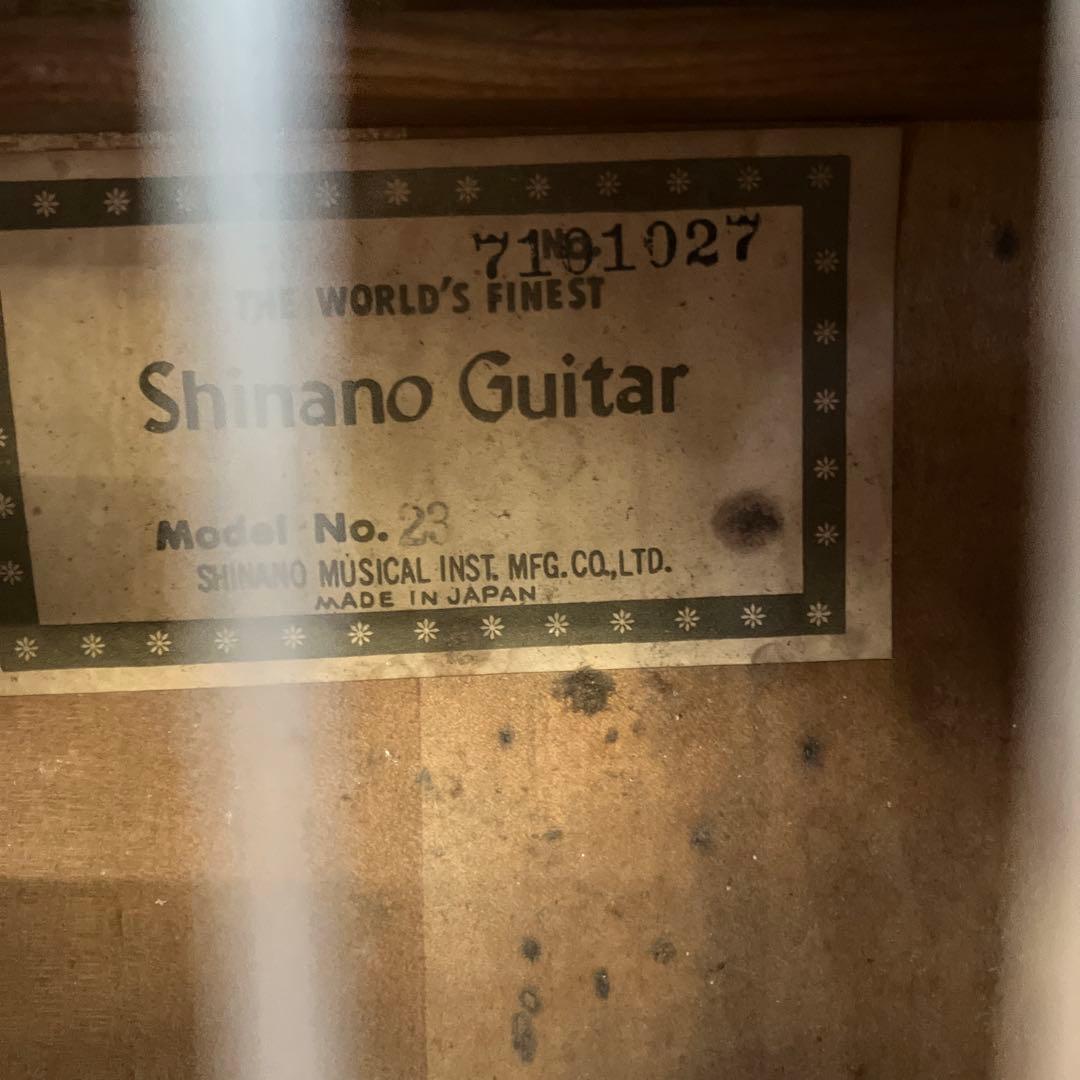 No. 7101027
THE WORLD'S FINEST
Shinano Guitar
Model No. 23
SHINANO MUSICAL INST. MFG. CO., LTD.
MADE IN JAPAN